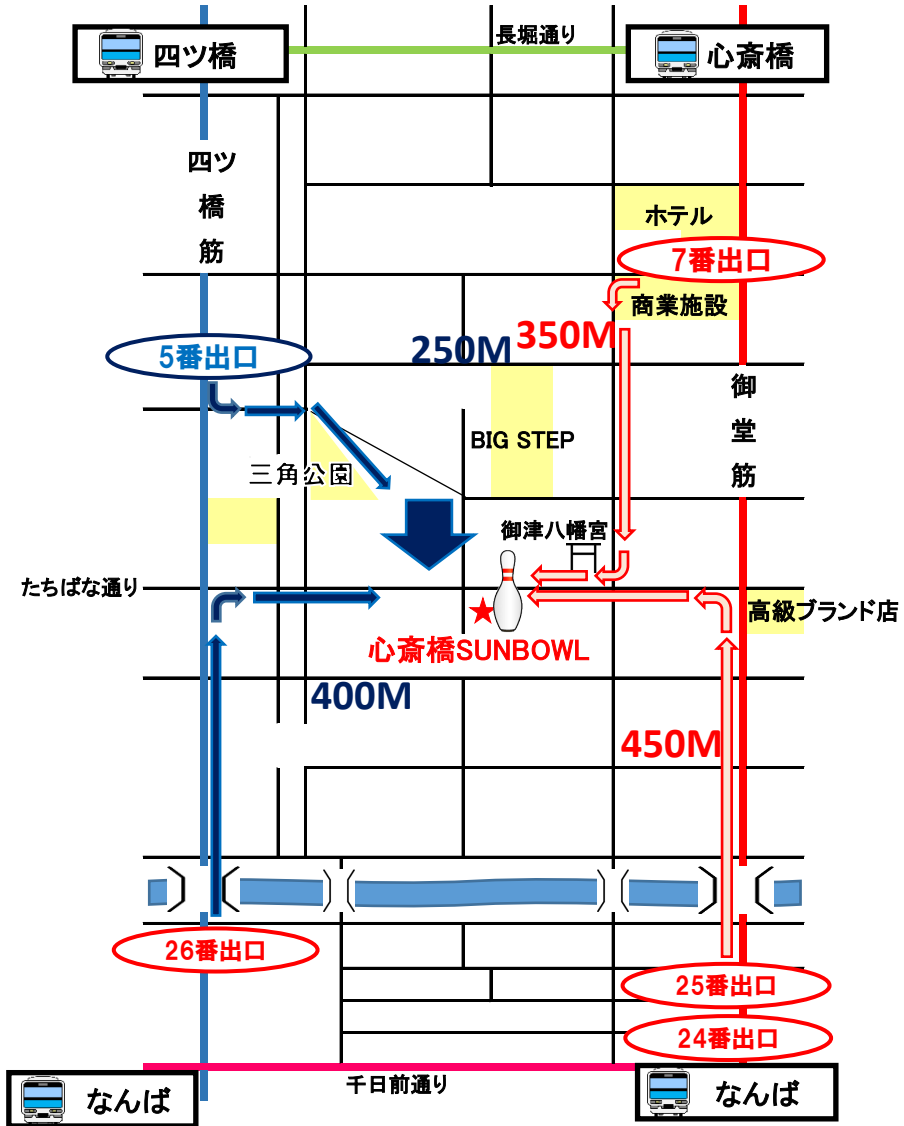 長堀通り
四ツ橋
心斎橋
四ツ
橋
筋
ホテル
7番出口
商業施設
250M
350M
5番出口
御
堂
筋
BIG STEP
三角公園
御津八幡宮
たちばな通り
高級ブランド店
★
心斎橋SUNBOWL
400M
450M
26番出口
25番出口
24番出口
千日前通り
なんば
なんば